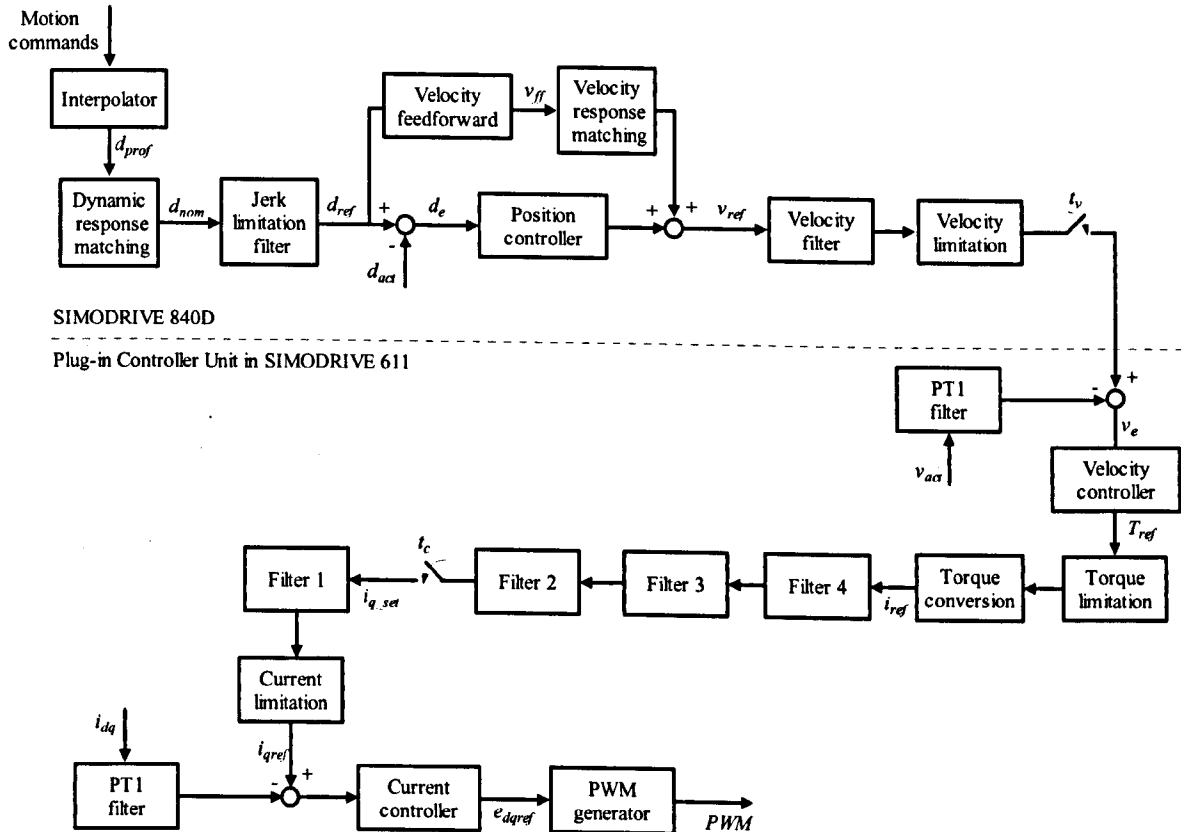 Motion
commands
Interpolator
d_prof
Dynamic
response
matching
d_nom
Jerk
limitation
filter
d_ref
+
-
d_act
d_e
Velocity
feedforward
v_ff
Velocity
response
matching
Position
controller
+
+
v_ref
Velocity
filter
Velocity
limitation
t_v
SIMODRIVE 840D
Plug-in Controller Unit in SIMODRIVE 611
PT1
filter
v_act
-
+
v_e
Velocity
controller
T_ref
Torque
limitation
Torque
conversion
i_ref
Filter 4
Filter 3
Filter 2
t_c
i_q_set
Filter 1
Current
limitation
i_qref
i_dq
PT1
filter
-
+
Current
controller
e_dqref
PWM
generator
PWM